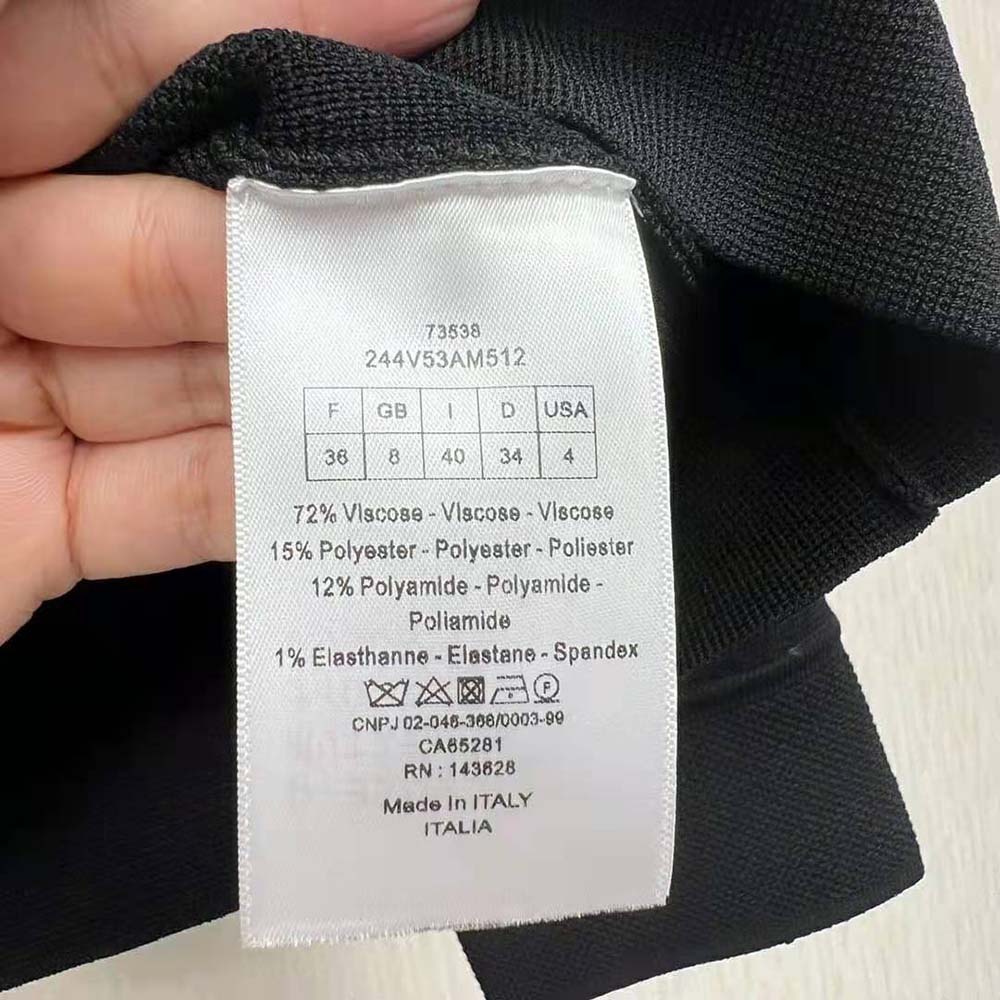 73538
244V53AM512
F GB I D USA
36 8 40 34 4
72% Viscose - Viscose - Viscose
15% Polyester - Polyester - Poliester
12% Polyamide - Polyamide -
Poliamide
1% Elasthanne - Elastane - Spandex
P
CNPJ 02-046-368/0003-99
CA65281
RN : 143628
Made In ITALY
ITALIA